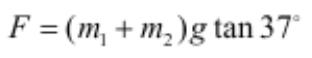 F = (m₁ + m₂)g tan 37°